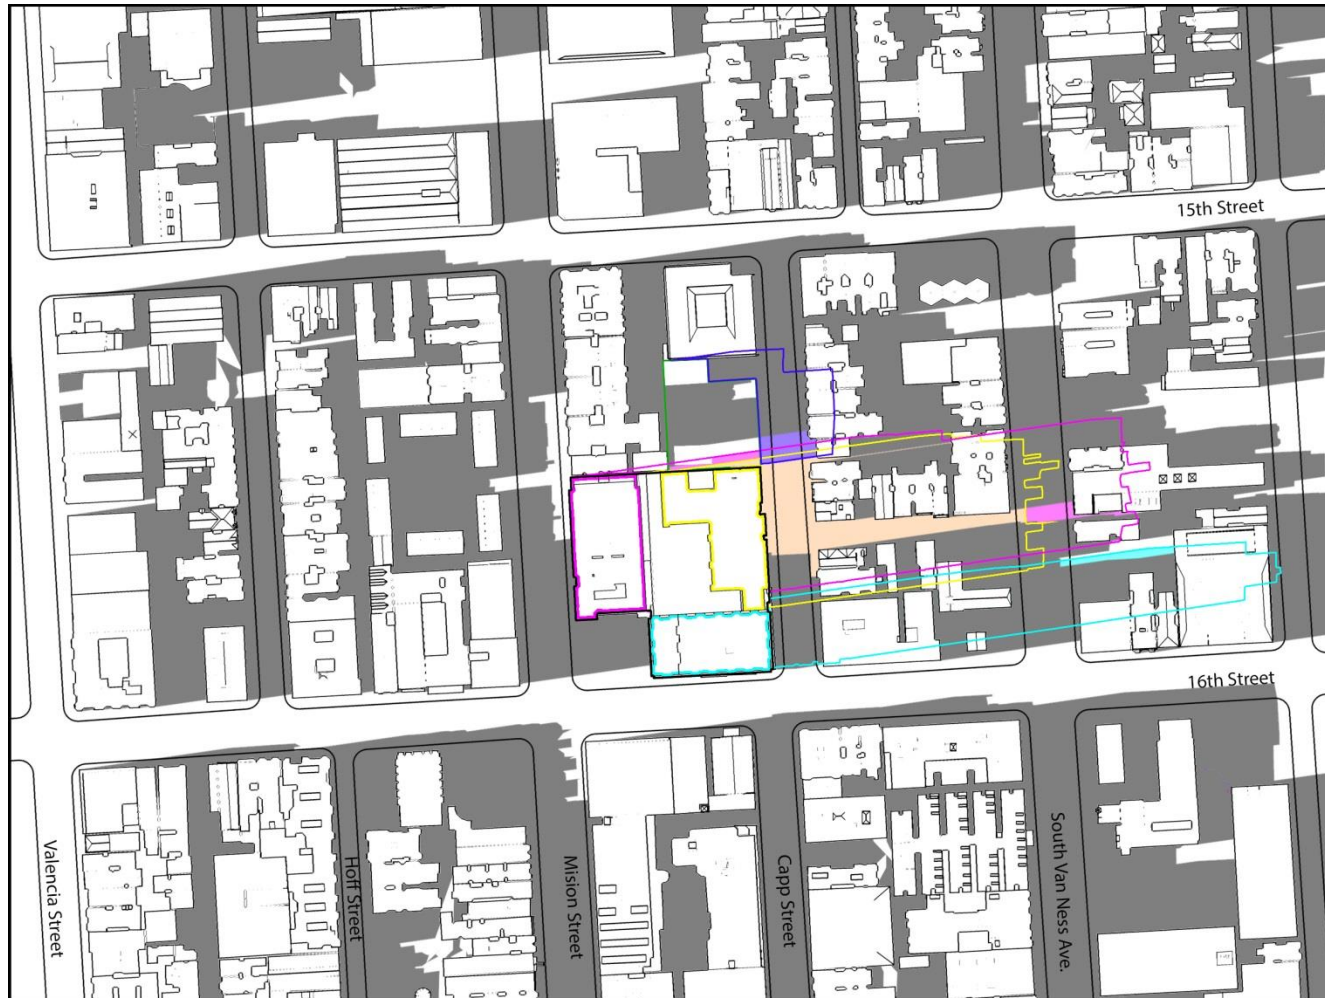 15th Street
16th Street
Valencia Street
Hoff Street
Mision Street
Capp Street
South Van Ness Ave.